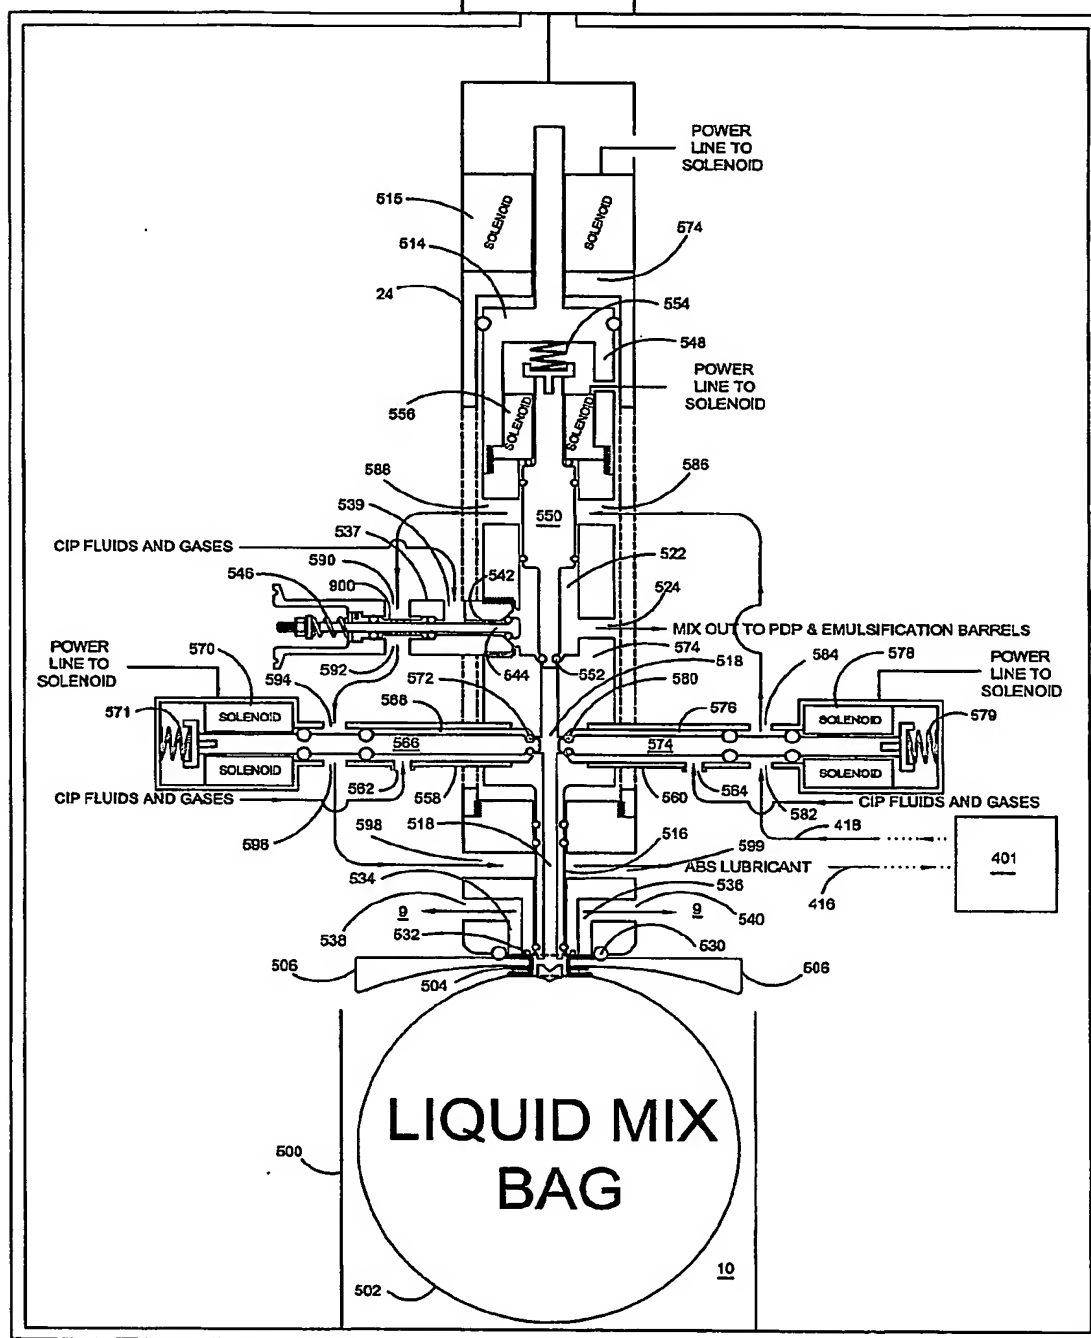 POWER
LINE TO
SOLENOID
515
SOLENOID
SOLENOID
574
514
24
554
548
POWER
LINE TO
SOLENOID
556
SOLENOID
SOLENOID
588
586
539
550
537
CIP FLUIDS AND GASES
590
542
522
546
900
524
MIX OUT TO PDP & EMULSIFICATION BARRELS
POWER
LINE TO
SOLENOID
570
592
544
574
518
584
578
POWER
LINE TO
SOLENOID
594
572
552
580
571
SOLENOID
568
576
SOLENOID
579
566
574
SOLENOID
562
558
560
564
SOLENOID
CIP FLUIDS AND GASES
582
CIP FLUIDS AND GASES
596
598
518
516
599
418
401
534
ABS LUBRICANT
536
416
9
9
538
532
540
530
506
504
506
LIQUID MIX
BAG
500
502
10